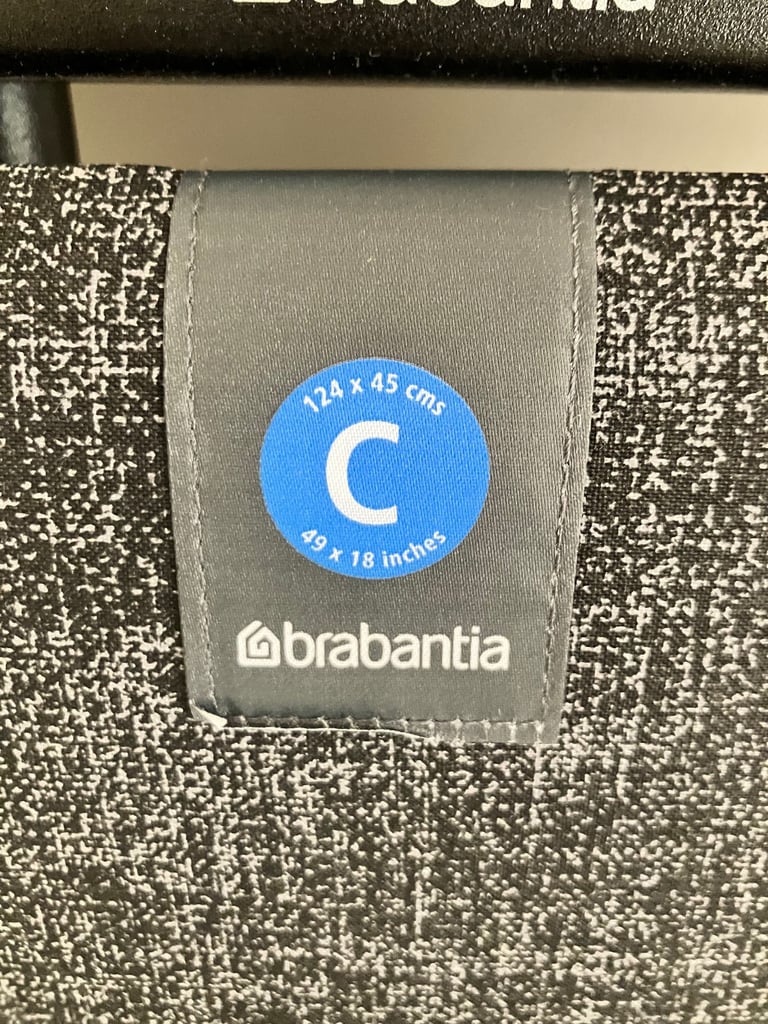 124 x 45 cms
C
49 x 18 inches
brabantia